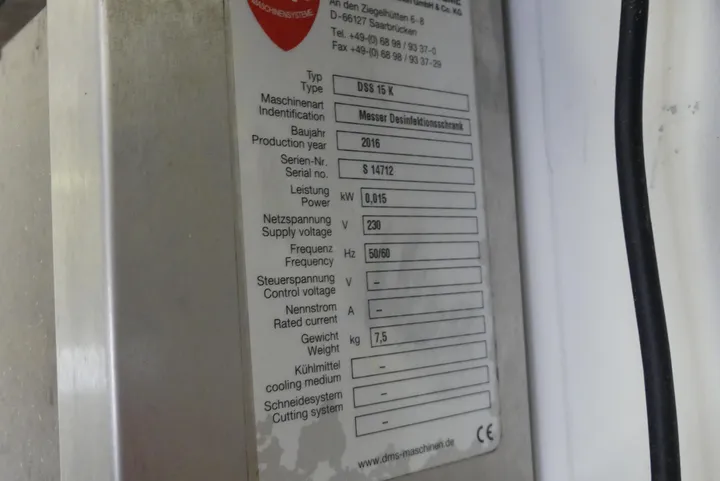 MASCHINENSYSTEME
GmbH & Co. KG
An den Ziegelhütten 6-8
D-66127 Saarbrücken
Tel. +49-(0) 68 98 / 93 37-0
Fax +49-(0) 68 98 / 93 37-29
Typ
Type
DSS 15 K
Maschinenart
Indentification
Messer Desinfektionsschrank
Baujahr
Production year
2016
Serien-Nr.
Serial no.
S 14712
Leistung
Power
kW
0,015
Netzspannung
Supply voltage
V
230
Frequenz
Frequency
Hz
50/60
Steuerspannung
Control voltage
V
–
Nennstrom
Rated current
A
–
Gewicht
Weight
kg
7,5
Kühlmittel
cooling medium
–
Schneidesystem
Cutting system
–
www.dms-maschinen.de
CE